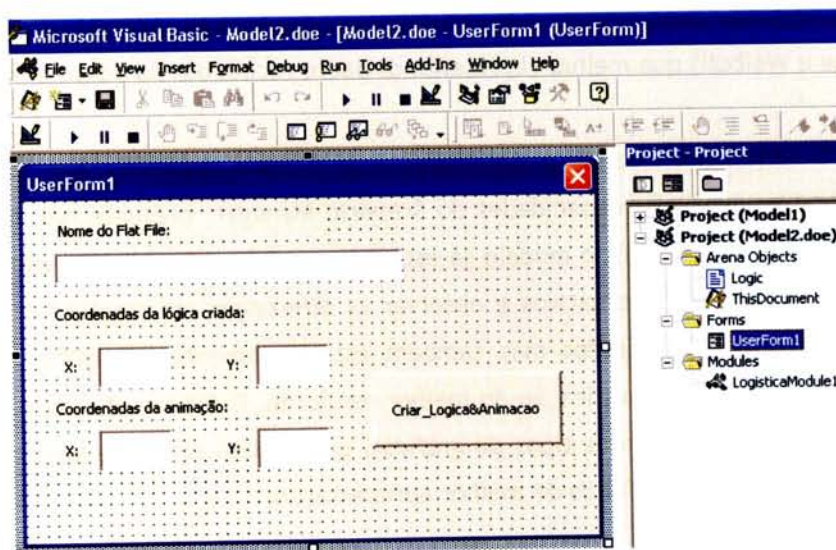 Microsoft Visual Basic - Model2.doe - [Model2.doe - UserForm1 (UserForm)]
File Edit View Insert Format Debug Run Tools Add-Ins Window Help
Project - Project
UserForm1
Nome do Flat File:
Coordenadas da lógica criada:
X:
Y:
Coordenadas da animação:
X:
Y:
Criar_Logica&Animacao
Project (Model1)
Project (Model2.doe)
Arena Objects
Logic
ThisDocument
Forms
UserForm1
Modules
LogisticaModule1